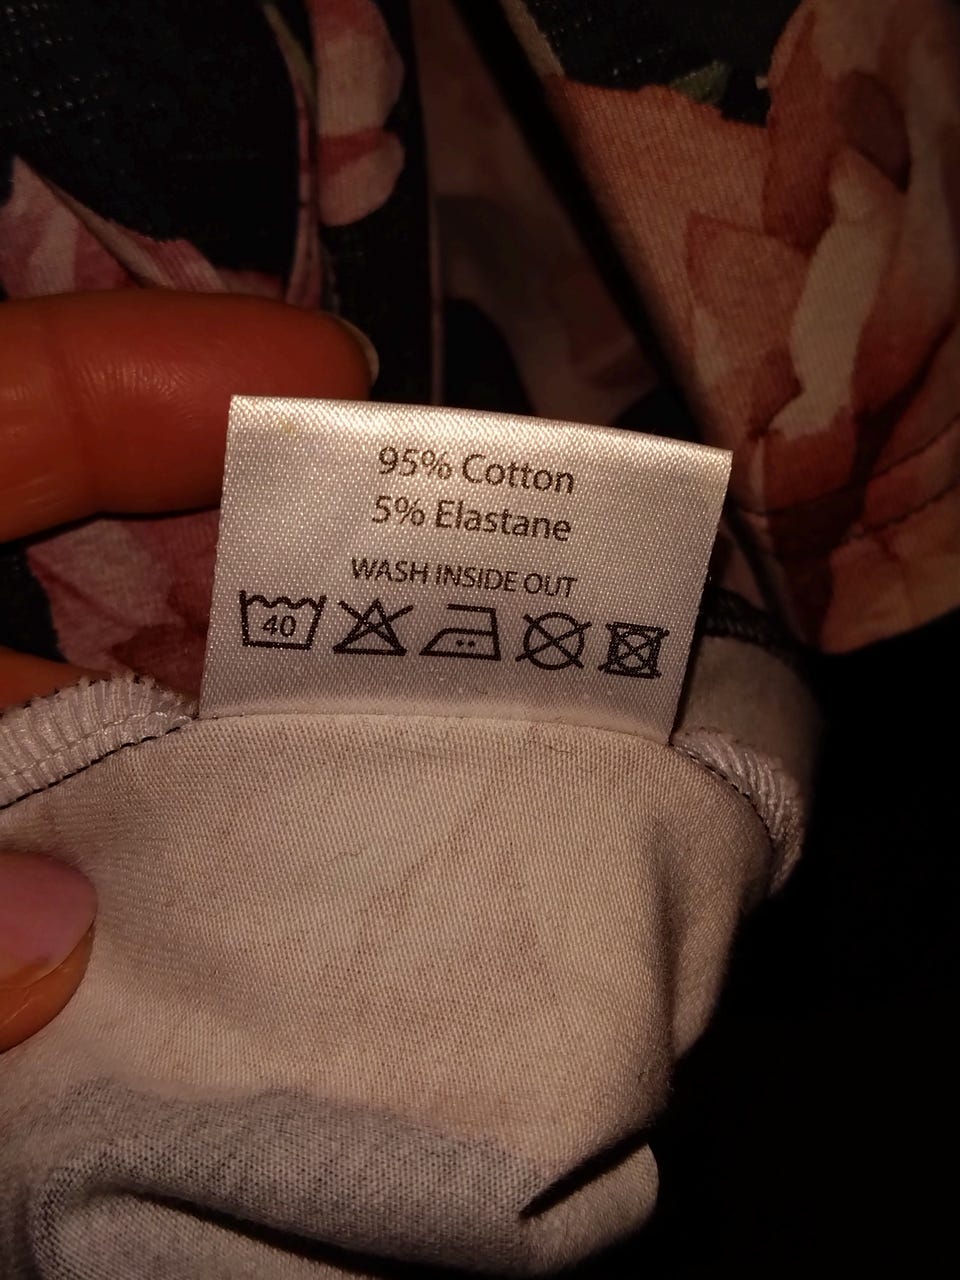 95% Cotton
5% Elastane
WASH INSIDE OUT
40